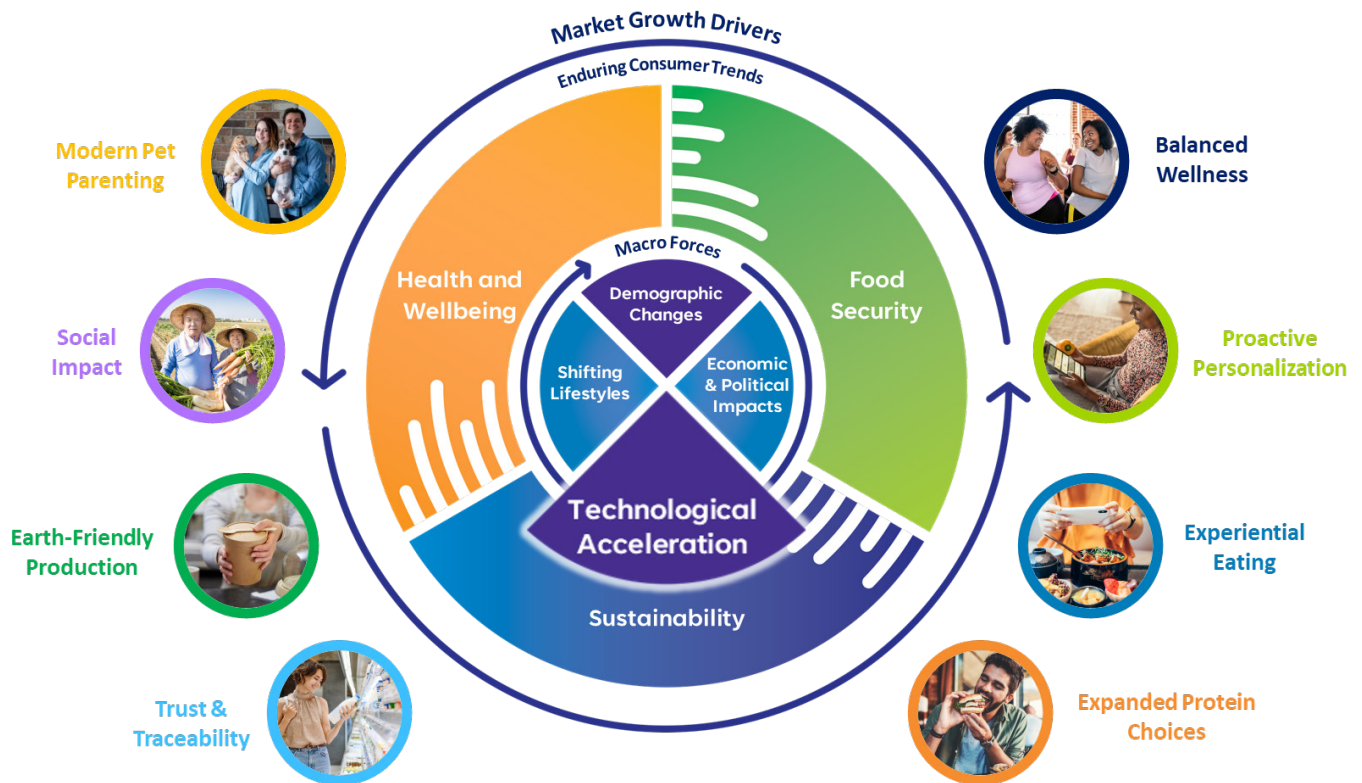 Market Growth Drivers
Enduring Consumer Trends
Modern Pet
Parenting
Balanced
Wellness
Macro Forces
Health and
Wellbeing
Demographic
Changes
Food
Security
Social
Impact
Shifting
Lifestyles
Economic
& Political
Impacts
Proactive
Personalization
Technological
Acceleration
Earth-Friendly
Production
Experiential
Eating
Sustainability
Trust &
Traceability
Expanded Protein
Choices